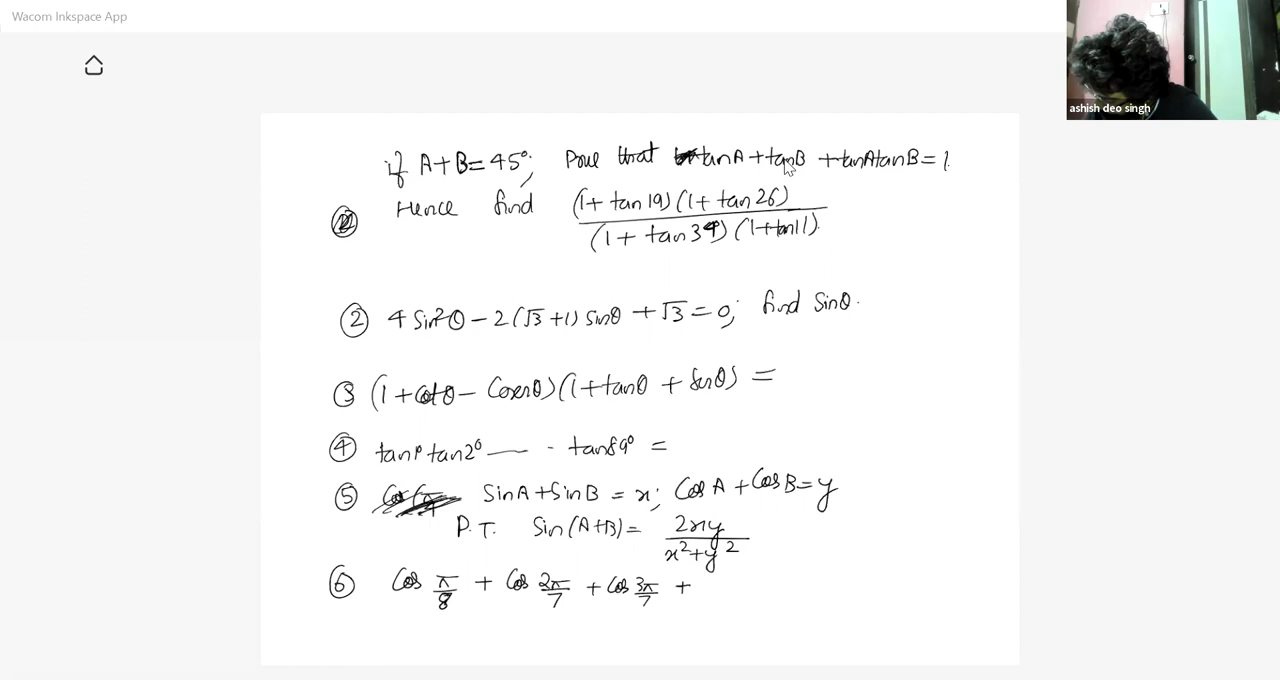 Wacom Inkspace App
ashish deo singh
if A+B=45°; Prove that tanA+tanB+tanAtanB=1.
Hence find (1+tan19)(1+tan26) / (1+tan34)(1+tan11).
② 4Sin²θ-2(√3+1)Sinθ+√3=0; find Sinθ.
③ (1+Cotθ-Cosecθ)(1+tanθ+Secθ)=
④ tan1° tan2° — - tan89° =
⑤ SinA+SinB=x; CosA+CosB=y
P.T. Sin(A+B)= 2xy / x²+y²
⑥ Cos π/8 + Cos 2π/7 + Cos 3π/7 +